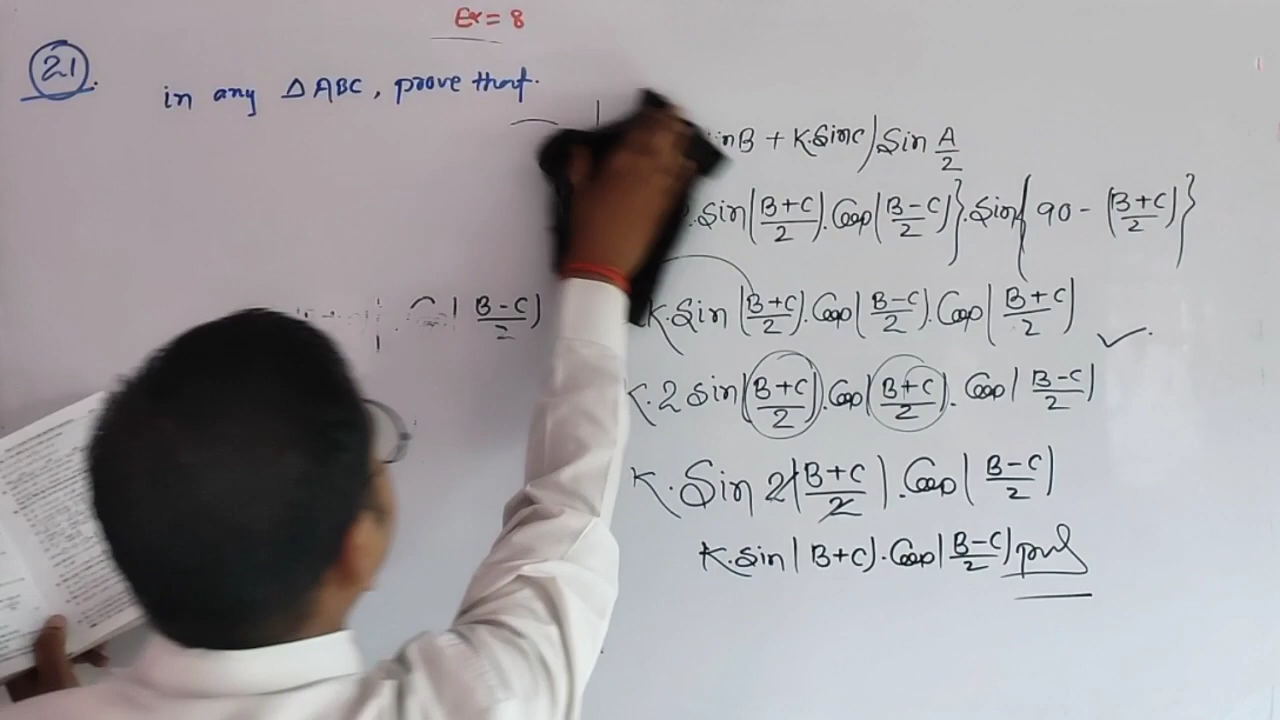 Ex = 8
21.
in any △ABC, prove that.
inB + K.SinC) Sin A/2
.Sin(B+C/2).Cos(B-C/2)}.Sin{90 - (B+C/2)}
(B-C/2)
K.Sin(B+C/2).Cos(B-C/2).Cos(B+C/2)
K.2 Sin(B+C/2).Cos(B+C/2).Cos(B-C/2)
K.Sin 2(B+C/2).Cos(B-C/2)
K.Sin(B+C).Cos(B-C/2)